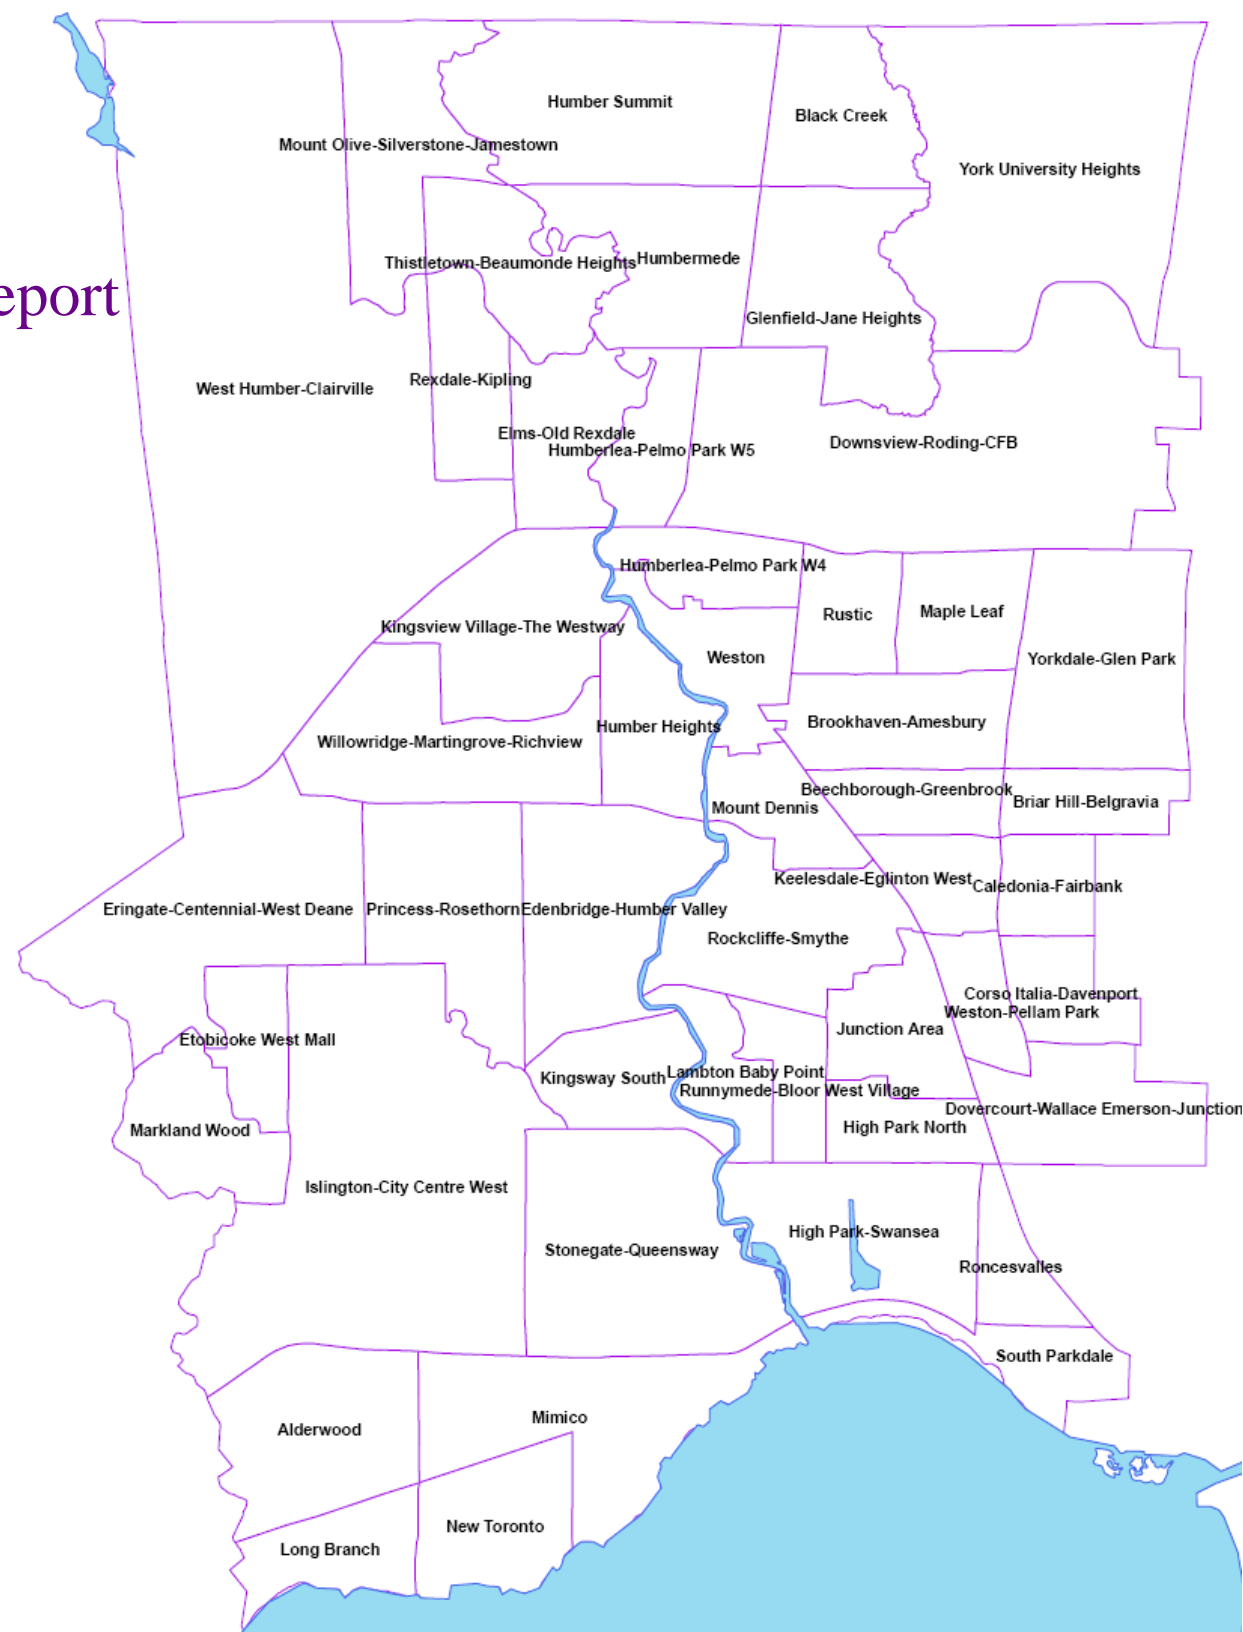 Humber Summit
Black Creek
Mount Olive-Silverstone-Jamestown
York University Heights
Thistletown-Beaumonde Heights
Humbermede
eport
Glenfield-Jane Heights
West Humber-Clairville
Rexdale-Kipling
Elms-Old Rexdale
Humberlea-Pelmo Park W5
Downsview-Roding-CFB
Humberlea-Pelmo Park W4
Rustic
Maple Leaf
Kingsview Village-The Westway
Weston
Yorkdale-Glen Park
Humber Heights
Brookhaven-Amesbury
Willowridge-Martingrove-Richview
Beechborough-Greenbrook
Briar Hill-Belgravia
Mount Dennis
Keelesdale-Eglinton West
Caledonia-Fairbank
Eringate-Centennial-West Deane
Princess-Rosethorn
Edenbridge-Humber Valley
Rockcliffe-Smythe
Corso Italia-Davenport
Weston-Pellam Park
Junction Area
Etobicoke West Mall
Kingsway South
Lambton Baby Point
Runnymede-Bloor West Village
Dovercourt-Wallace Emerson-Junction
High Park North
Markland Wood
Islington-City Centre West
High Park-Swansea
Stonegate-Queensway
Roncesvalles
South Parkdale
Mimico
Alderwood
New Toronto
Long Branch